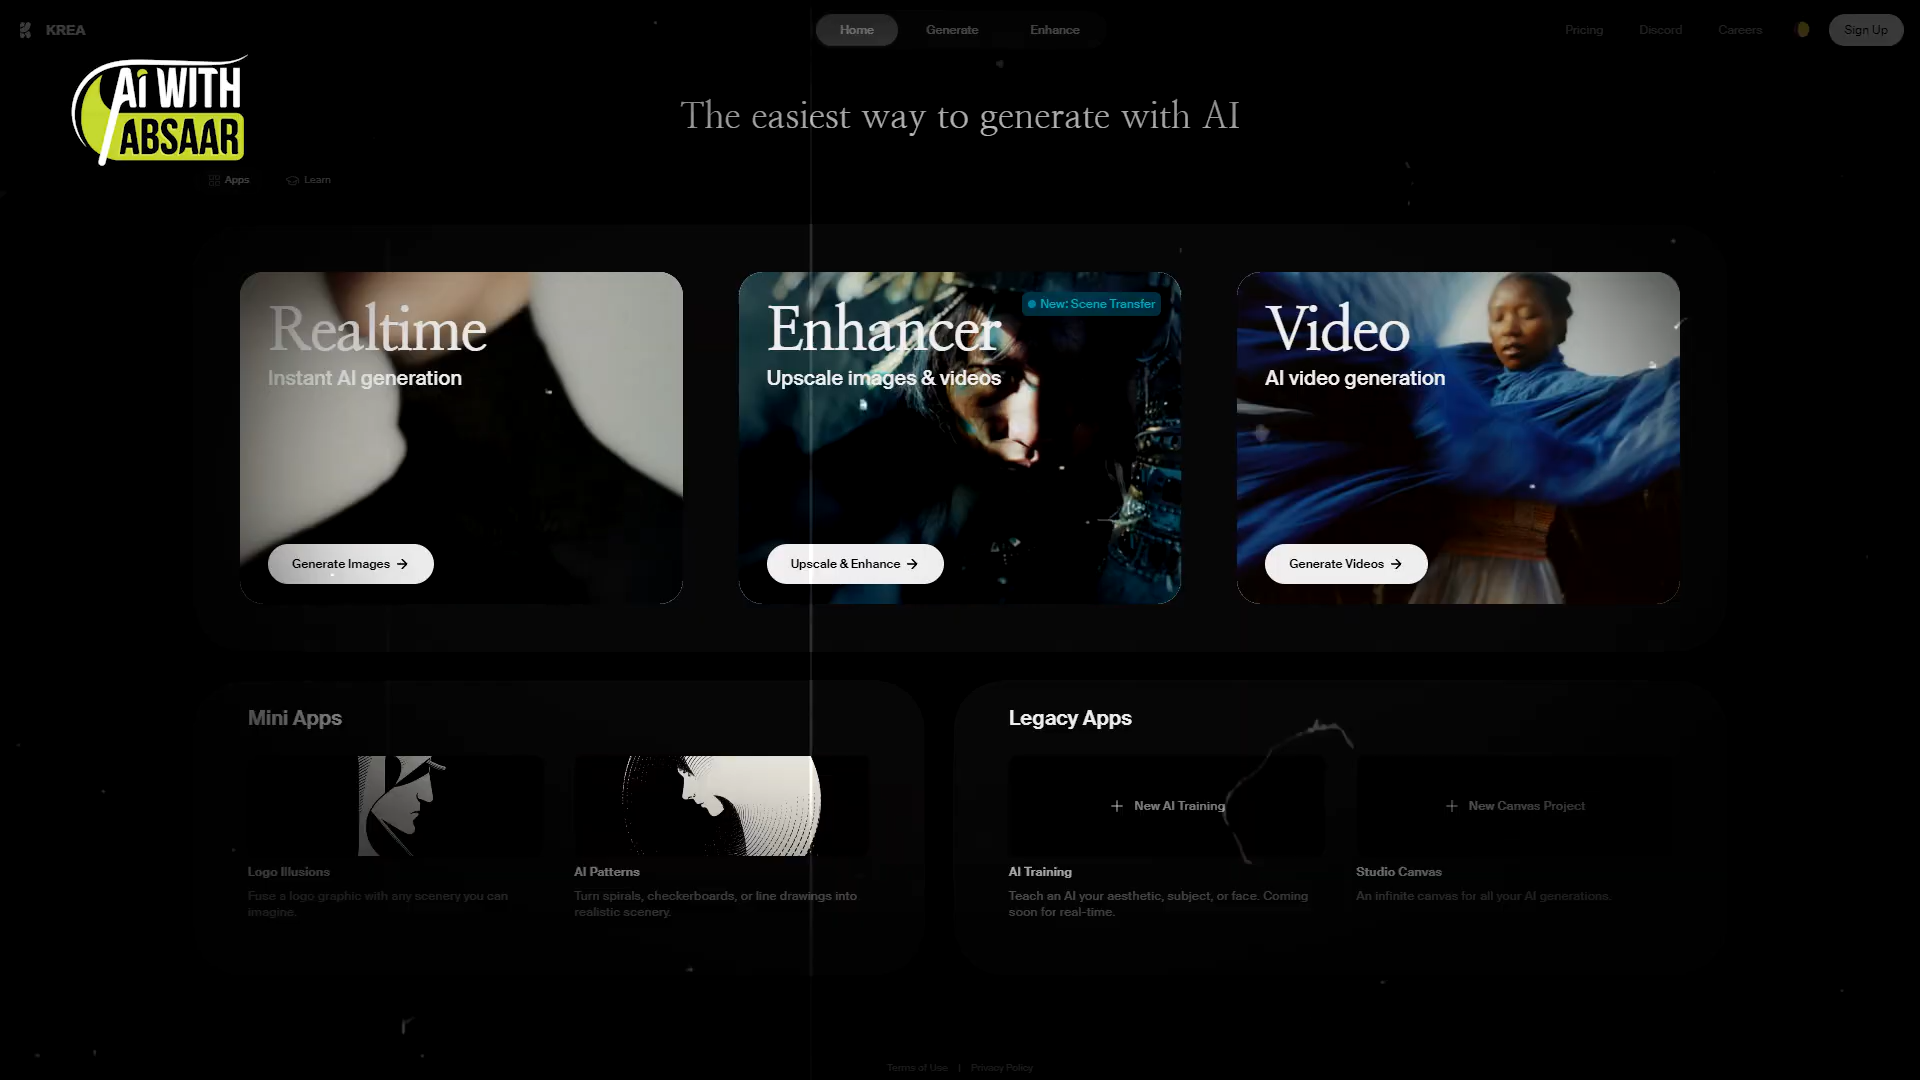 KREA
Home
Generate
Enhance
Pricing
Discord
Careers
Sign Up
Ai WITH
ABSAAR
The easiest way to generate with AI
Apps
Learn
Realtime
Instant AI generation
Generate Images →
Enhancer
New: Scene Transfer
Upscale images & videos
Upscale & Enhance →
Video
AI video generation
Generate Videos →
Mini Apps
Logo Illusions
Fuse a logo graphic with any scenery you can
imagine.
AI Patterns
Turn spirals, checkerboards, or line drawings into
realistic scenery.
Legacy Apps
+ New AI Training
AI Training
Teach an AI your aesthetic, subject, or face. Coming
soon for real-time.
+ New Canvas Project
Studio Canvas
An infinite canvas for all your AI generations.
Terms of Use | Privacy Policy